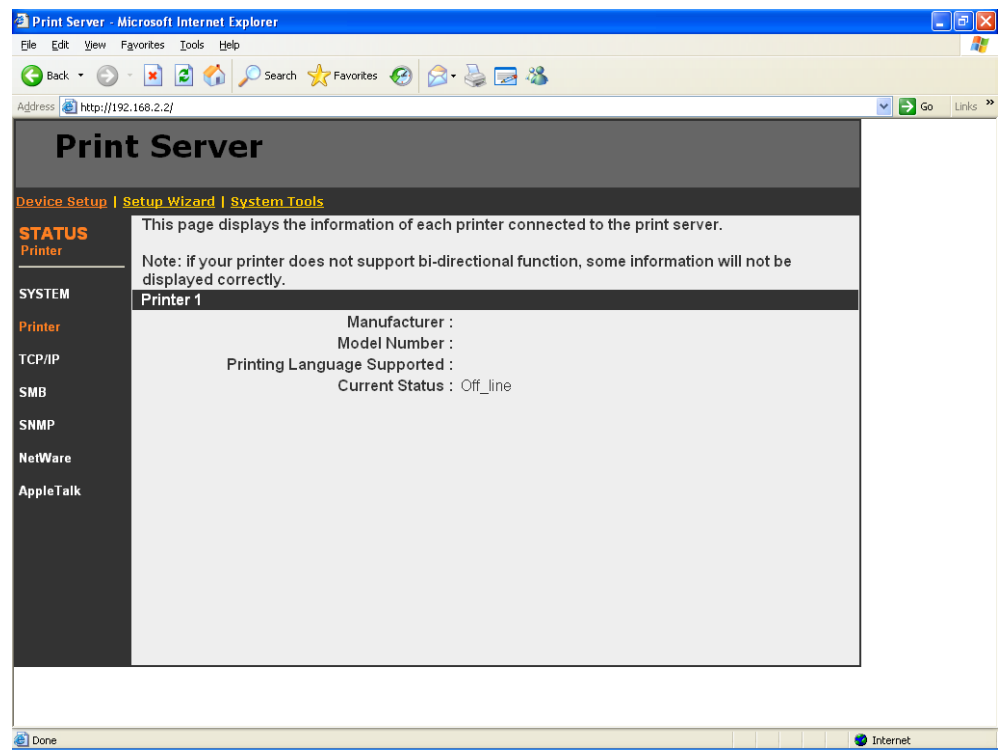 Print Server - Microsoft Internet Explorer
File Edit View Favorites Tools Help
Back Search Favorites
Address http://192.168.2.2/ Go Links »
Print Server
Device Setup | Setup Wizard | System Tools
STATUS
Printer
SYSTEM
Printer
TCP/IP
SMB
SNMP
NetWare
AppleTalk
This page displays the information of each printer connected to the print server.
Note: if your printer does not support bi-directional function, some information will not be
displayed correctly.
Printer 1
Manufacturer :
Model Number :
Printing Language Supported :
Current Status : Off_line
Done Internet